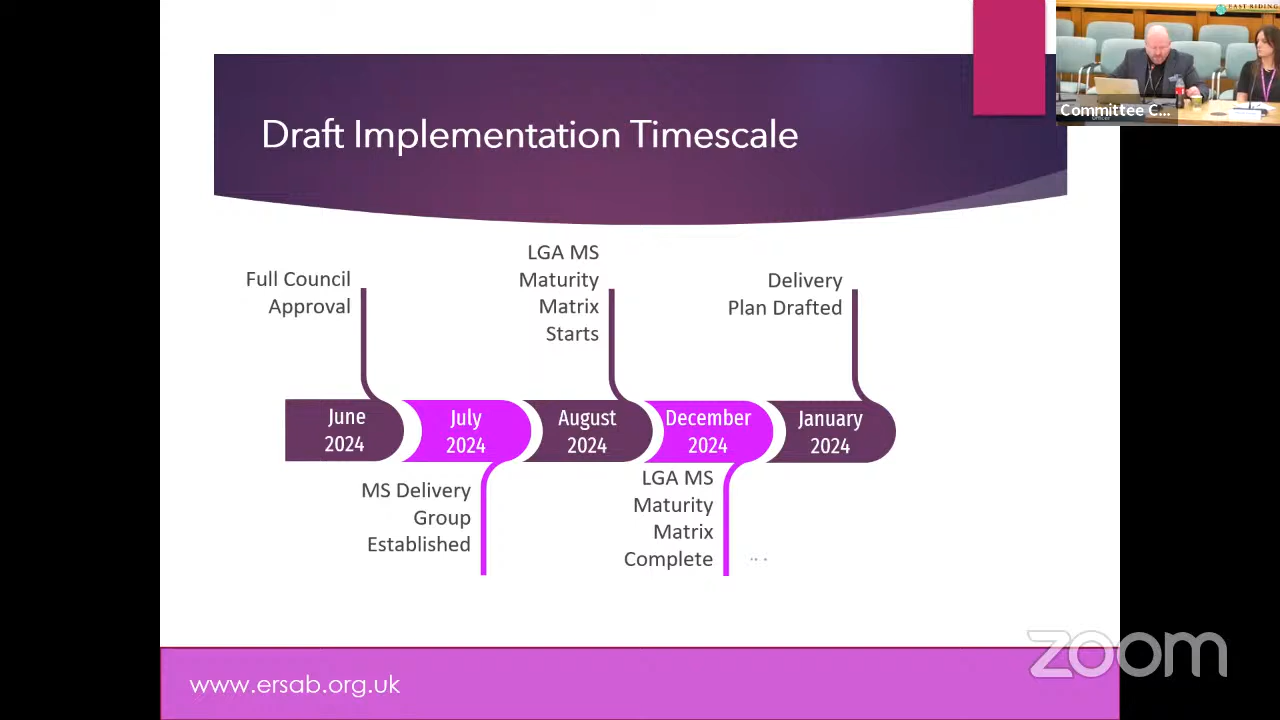 EAST RIDING
Committee C...
Draft Implementation Timescale
Full Council
Approval
LGA MS
Maturity
Matrix
Starts
Delivery
Plan Drafted
June
2024
July
2024
August
2024
December
2024
January
2024
MS Delivery
Group
Established
LGA MS
Maturity
Matrix
Complete
zoom
www.ersab.org.uk